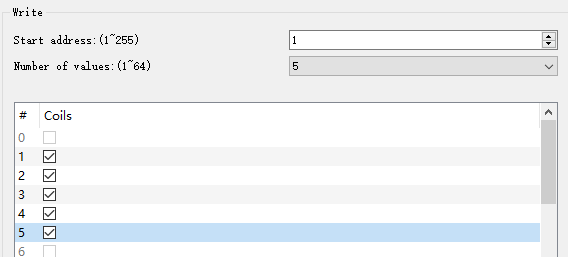 Write
Start address:(1~255) 1
Number of values:(1~64) 5
# Coils
0
1
2
3
4
5
6